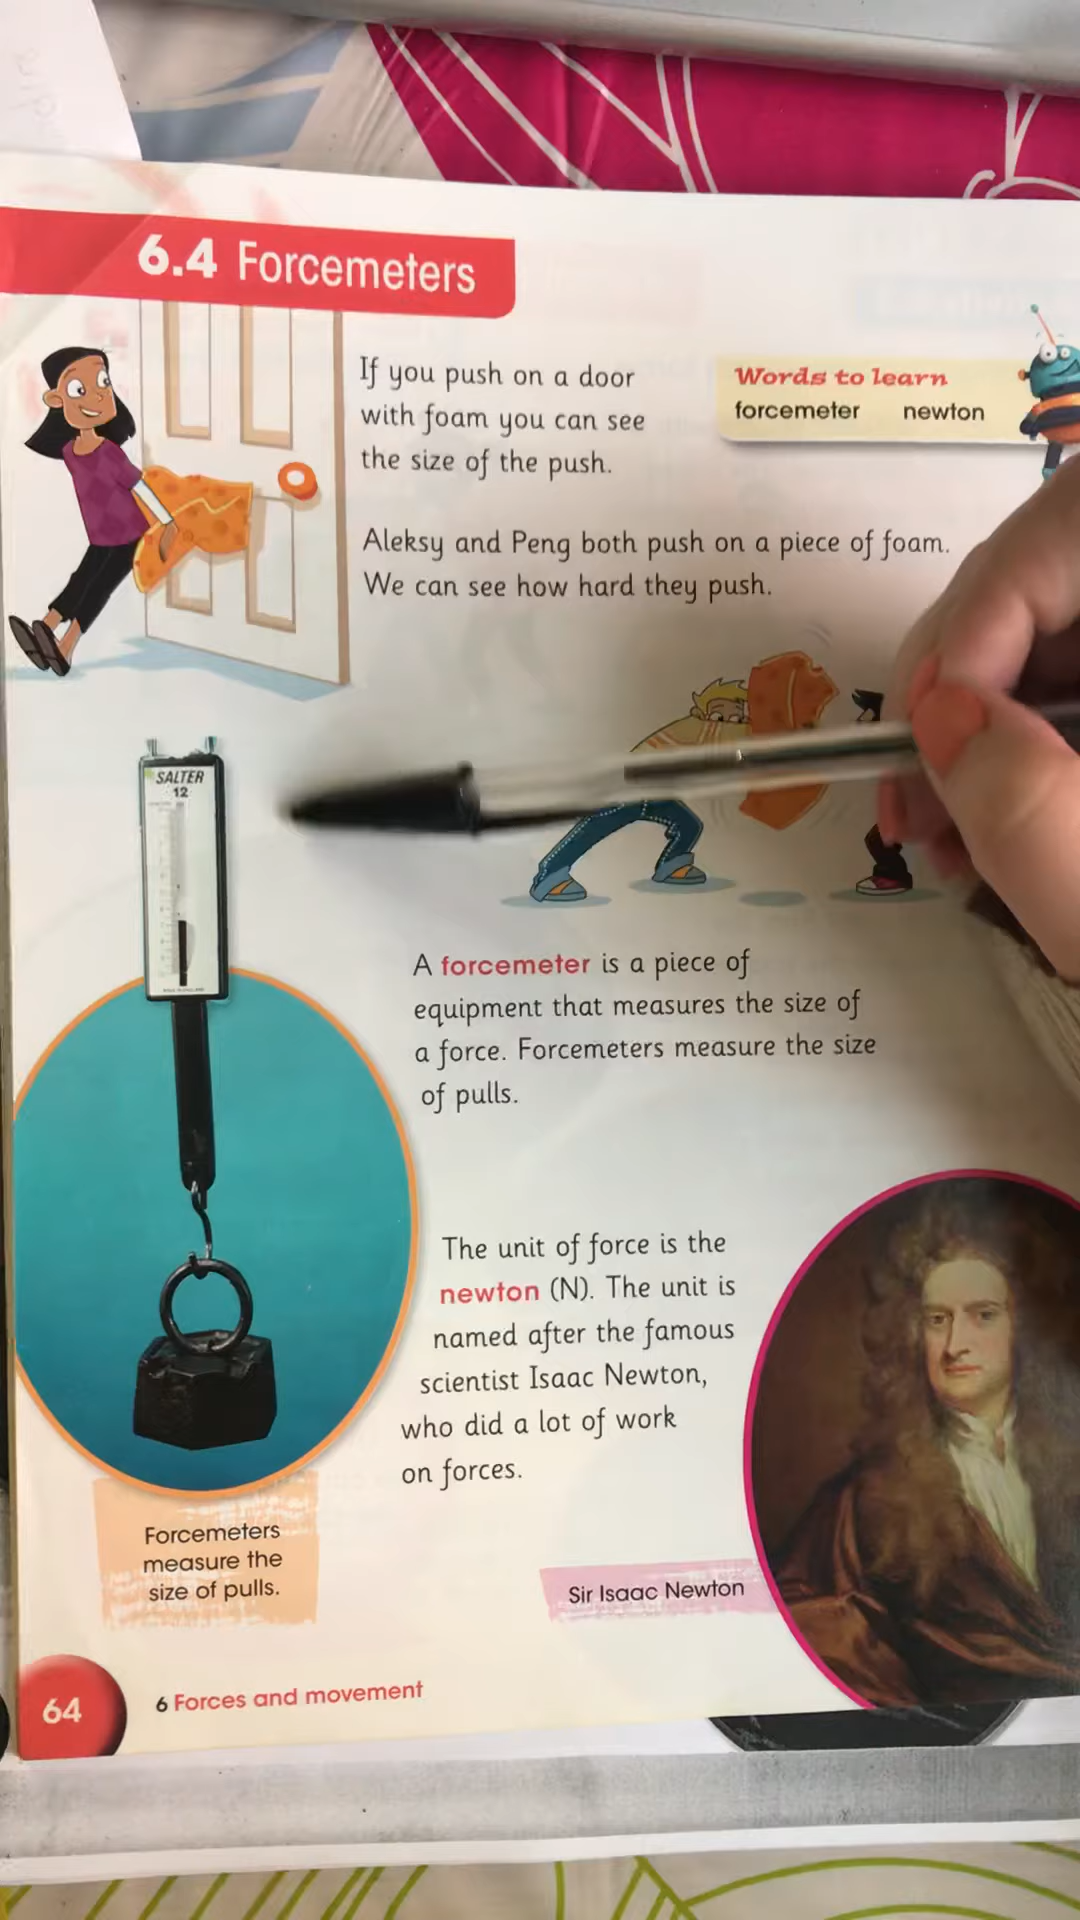 6.4 Forcemeters
If you push on a door
with foam you can see
the size of the push.
Words to learn
forcemeter newton
Aleksy and Peng both push on a piece of foam.
We can see how hard they push.
SALTER
12
A forcemeter is a piece of
equipment that measures the size of
a force. Forcemeters measure the size
of pulls.
The unit of force is the
newton (N). The unit is
named after the famous
scientist Isaac Newton,
who did a lot of work
on forces.
Forcemeters
measure the
size of pulls.
Sir Isaac Newton
64
6 Forces and movement